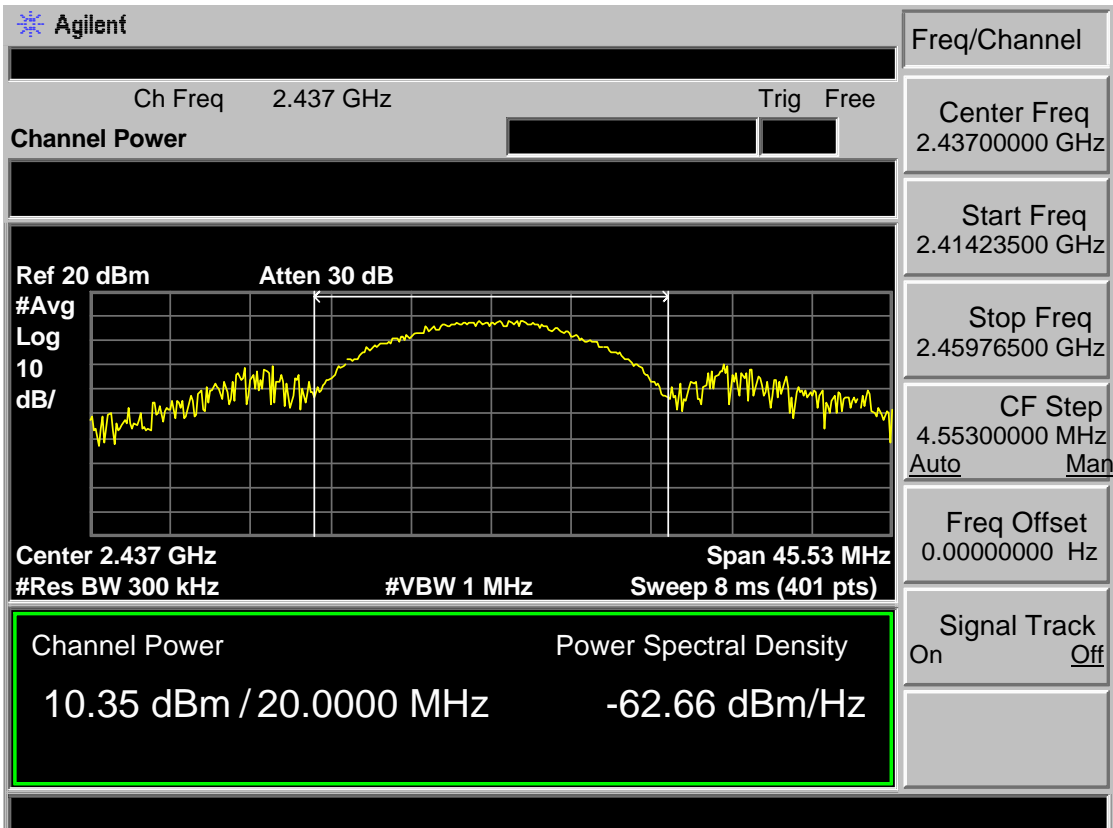 Agilent
Ch Freq 2.437 GHz Trig Free
Channel Power
Ref 20 dBm Atten 30 dB
#Avg
Log
10
dB/
Center 2.437 GHz Span 45.53 MHz
#Res BW 300 kHz #VBW 1 MHz Sweep 8 ms (401 pts)
Channel Power Power Spectral Density
10.35 dBm / 20.0000 MHz -62.66 dBm/Hz
Freq/Channel
Center Freq
2.43700000 GHz
Start Freq
2.41423500 GHz
Stop Freq
2.45976500 GHz
CF Step
4.55300000 MHz
Auto Man
Freq Offset
0.00000000 Hz
Signal Track
On Off